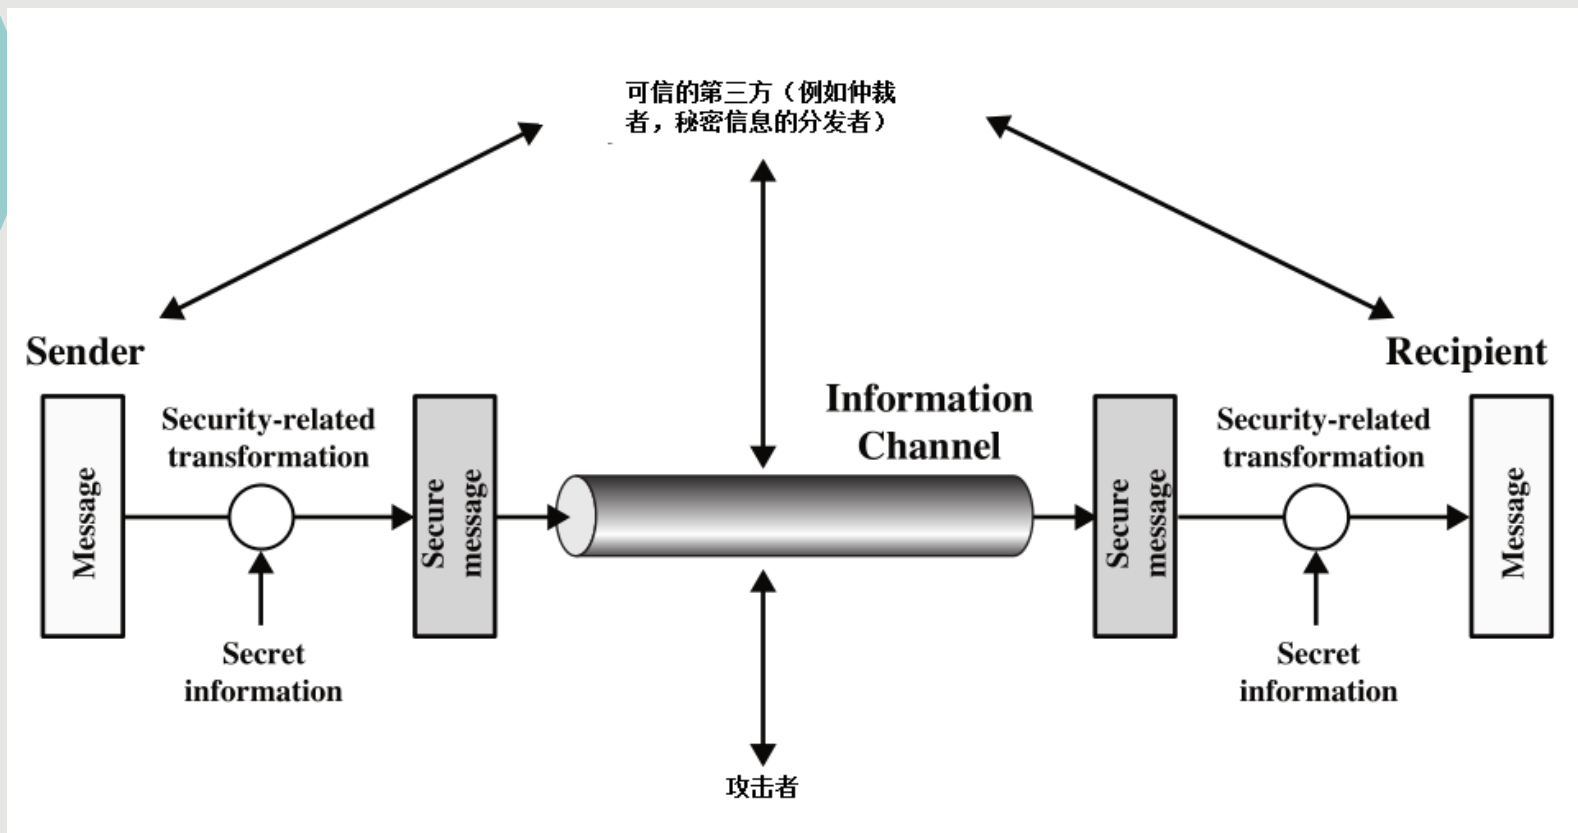 可信的第三方（例如仲裁
者，秘密信息的分发者）
Sender
Recipient
Information
Channel
Security-related
transformation
Security-related
transformation
Message
Secure
message
Secure
message
Message
Secret
information
Secret
information
攻击者